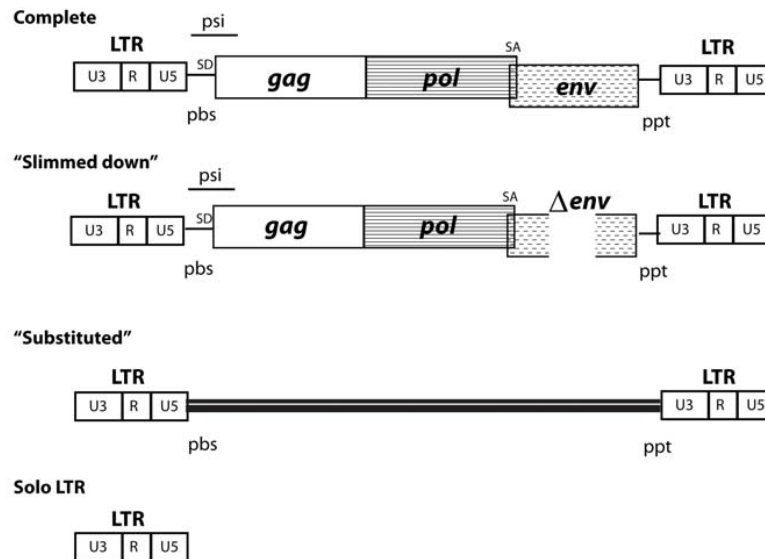 Complete
psi
LTR LTR
U3 R U5 SD gag pol SA env U3 R U5
pbs ppt
"Slimmed down"
psi
LTR SA Δenv LTR
U3 R U5 SD gag pol U3 R U5
pbs ppt
"Substituted"
LTR LTR
U3 R U5 U3 R U5
pbs ppt
Solo LTR
LTR
U3 R U5